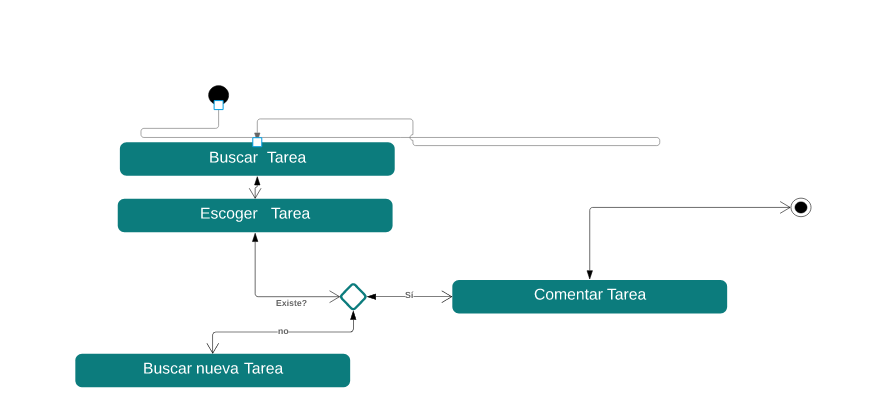 Buscar Tarea
Escoger Tarea
Existe?
Sí
Comentar Tarea
no
Buscar nueva Tarea